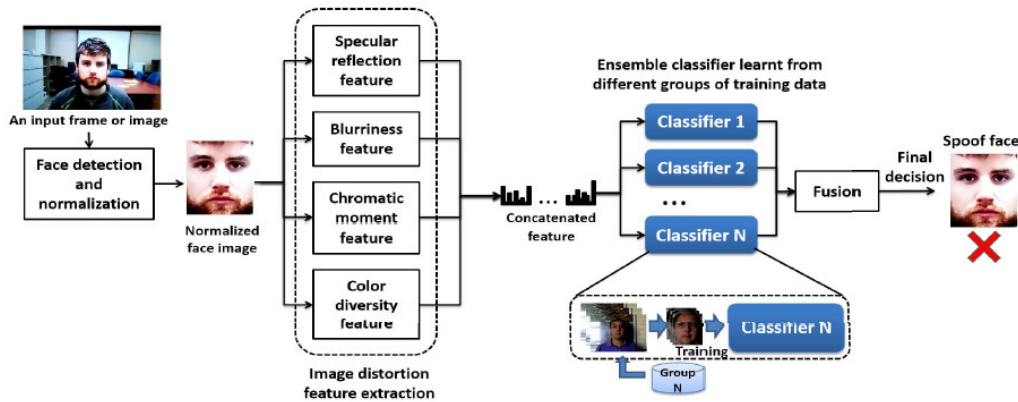 An input frame or image
Face detection
and
normalization
Normalized
face image
Specular
reflection
feature
Blurriness
feature
Chromatic
moment
feature
Color
diversity
feature
Image distortion
feature extraction
...
Concatenated
feature
Ensemble classifier learnt from
different groups of training data
Classifier 1
Classifier 2
...
Classifier N
Training
Classifier N
Group
N
Fusion
Final
decision
Spoof face